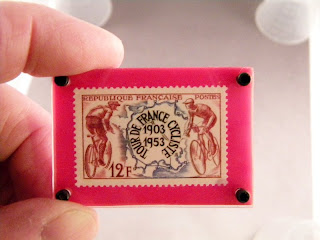 REPUBLIQUE FRANÇAISE POSTES
TOUR DE FRANCE CYCLISTE
1903
1953
12F